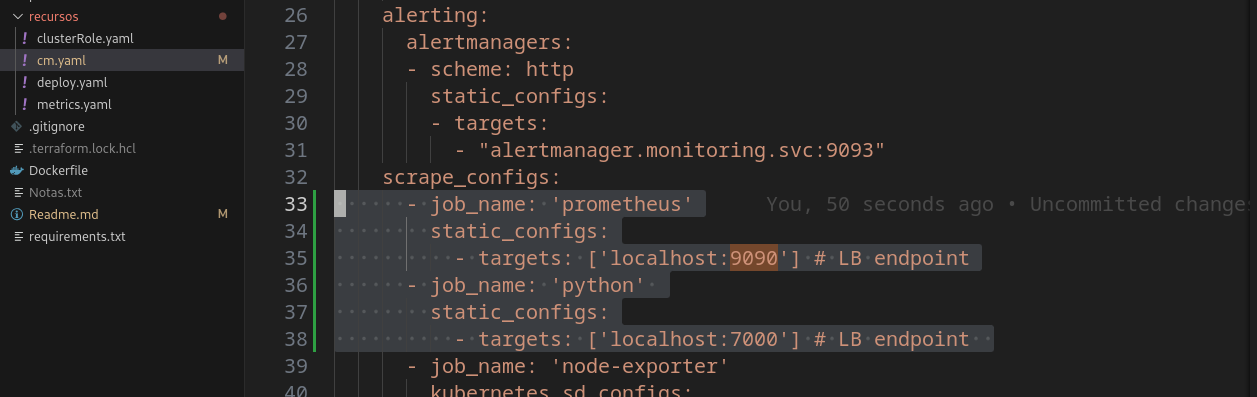 recursos
! clusterRole.yaml
! cm.yaml M
! deploy.yaml
! metrics.yaml
.gitignore
.terraform.lock.hcl
Dockerfile
Notas.txt
Readme.md M
requirements.txt
26 alerting:
27 alertmanagers:
28 - scheme: http
29 static_configs:
30 - targets:
31 - "alertmanager.monitoring.svc:9093"
32 scrape_configs:
33 - job_name: 'prometheus' You, 50 seconds ago • Uncommitted changes
34 static_configs:
35 - targets: ['localhost:9090'] # LB endpoint
36 - job_name: 'python'
37 static_configs:
38 - targets: ['localhost:7000'] # LB endpoint
39 - job_name: 'node-exporter'
40 kubernetes_sd_configs: